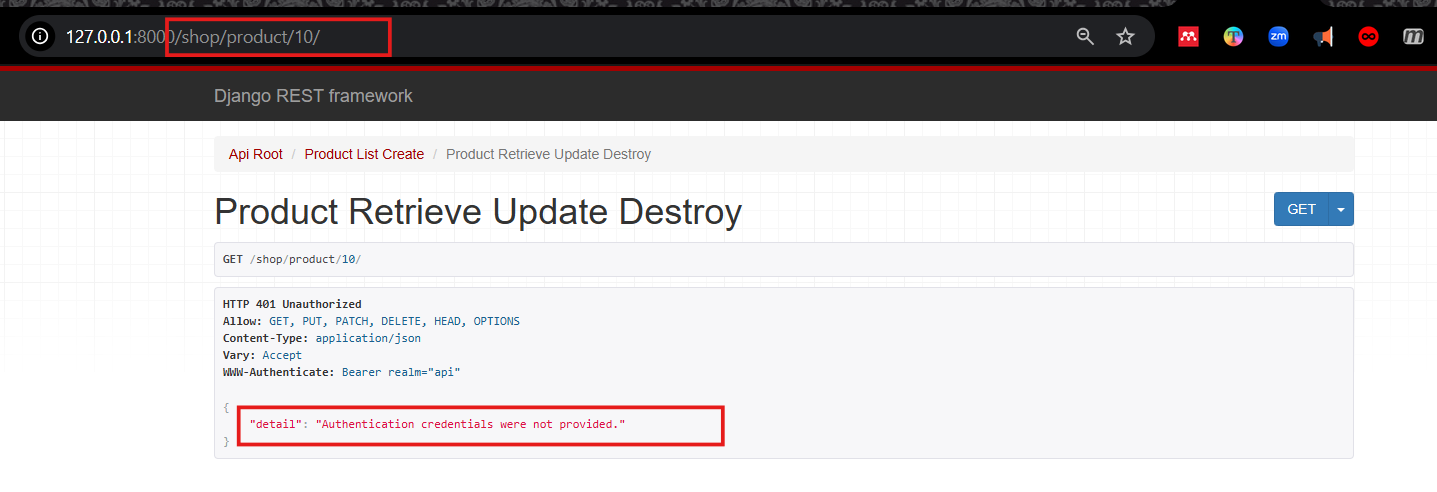 127.0.0.1:8000/shop/product/10/
zm
Django REST framework
Api Root / Product List Create / Product Retrieve Update Destroy
Product Retrieve Update Destroy
GET
GET /shop/product/10/
HTTP 401 Unauthorized
Allow: GET, PUT, PATCH, DELETE, HEAD, OPTIONS
Content-Type: application/json
Vary: Accept
WWW-Authenticate: Bearer realm="api"
{
"detail": "Authentication credentials were not provided."
}